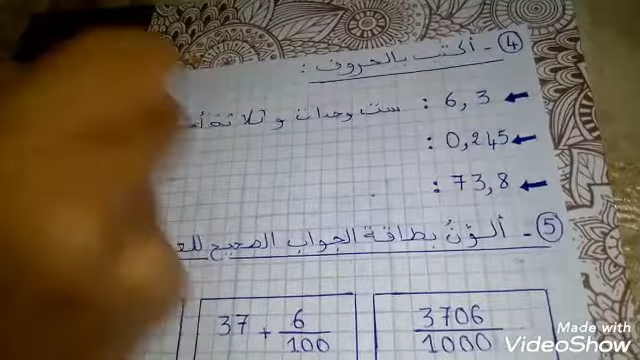 ④ - أكتب بالحروف :
← 6,3 : ست وحدات و ثلاثة
← 0,245 :
← 73,8 :
⑤ - ألوّن بطاقة الجواب الصحيح
3706/1000
37 + 6/100
Made with
VideoShow